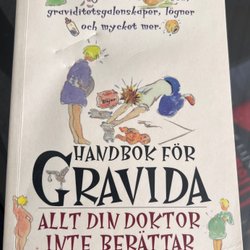 graviditetsgalenskaper, lögner
och mycket mer.
HANDBOK FÖR
GRAVIDA
ALLT DIN DOKTOR
INTE BERÄTTAR